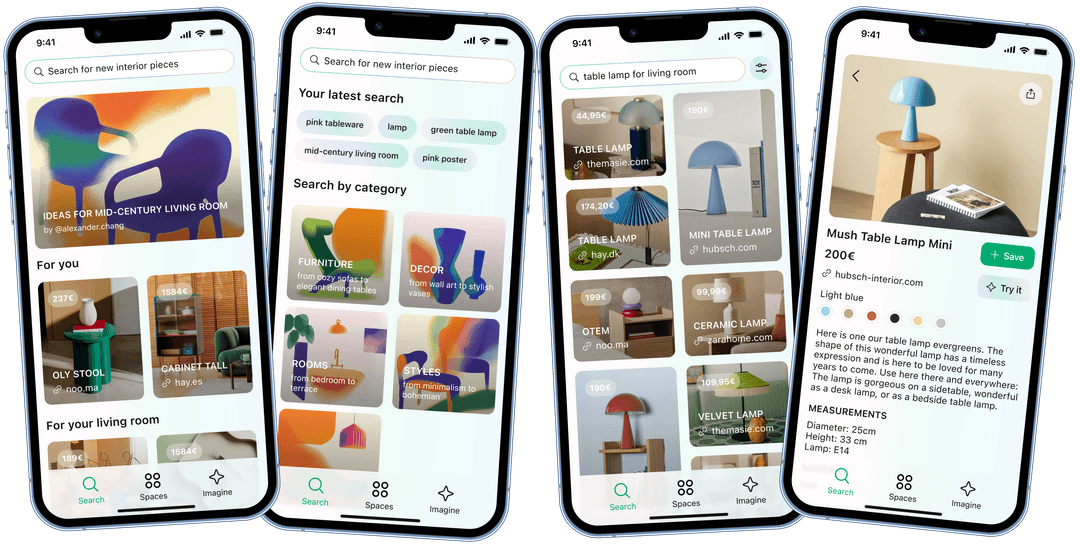 9:41
Search for new interior pieces
IDEAS FOR MID-CENTURY LIVING ROOM
by @alexander.chang
For you
237€
OLY STOOL
noo.ma
1584€
CABINET TALL
hay.es
For your living room
189€
1584€
Search
Spaces
Imagine
9:41
Search for new interior pieces
Your latest search
pink tableware
lamp
green table lamp
mid-century living room
pink poster
Search by category
FURNITURE
from cozy sofas to
elegant dining tables
DECOR
from wall art to stylish
vases
ROOMS
from bedroom to
terrace
STYLES
from minimalism to
bohemian
Search
Spaces
Imagine
9:41
table lamp for living room
44,95€
TABLE LAMP
themasie.com
190€
101
MINI TABLE LAMP
hubsch.com
174,20€
TABLE LAMP
hay.dk
199€
OTEM
noo.ma
99,99€
CERAMIC LAMP
zarahome.com
190€
109,95€
VELVET LAMP
themasie.com
Search
Spaces
Imagine
9:41
Mush Table Lamp Mini
200€
+ Save
hubsch-interior.com
Try it
Light blue
Here is one our table lamp evergreens. The
shape of this wonderful lamp has a timeless
expression and is here to be loved for many
years to come. Use here there and everywhere:
The lamp is gorgeous on a sidetable, wonderful
as a desk lamp, or as a bedside table lamp.
MEASUREMENTS
Diameter: 25cm
Height: 33 cm
Lamp: E14
Search
Spaces
Imagine